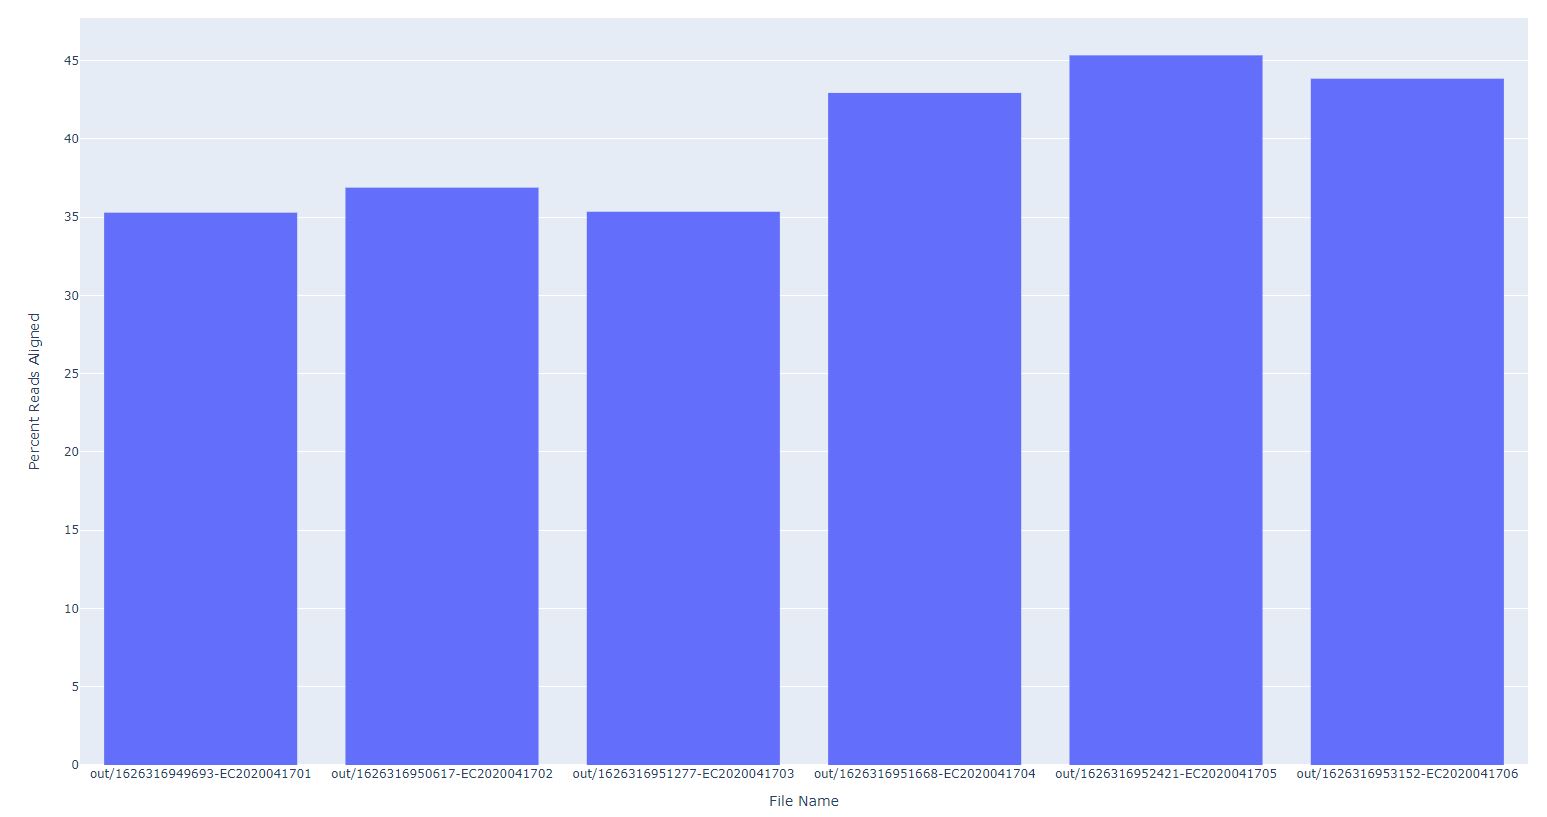 45
40
35
30
25
20
15
10
5
0
Percent Reads Aligned
out/1626316949693-EC2020041701
out/1626316950617-EC2020041702
out/1626316951277-EC2020041703
out/1626316951668-EC2020041704
out/1626316952421-EC2020041705
out/1626316953152-EC2020041706
File Name